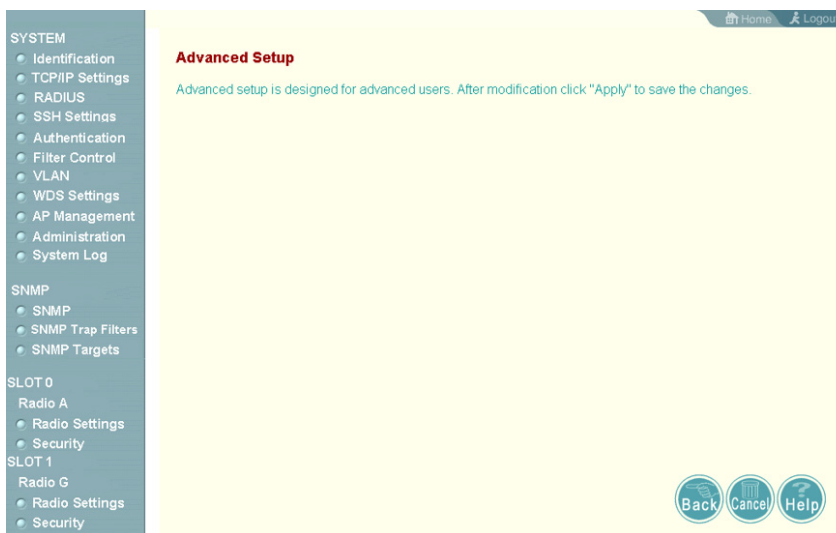 Home Logou
SYSTEM
Identification
TCP/IP Settings
RADIUS
SSH Settings
Authentication
Filter Control
VLAN
WDS Settings
AP Management
Administration
System Log
SNMP
SNMP
SNMP Trap Filters
SNMP Targets
SLOT 0
Radio A
Radio Settings
Security
SLOT 1
Radio G
Radio Settings
Security
Advanced Setup
Advanced setup is designed for advanced users. After modification click "Apply" to save the changes.
Back Cancel Help